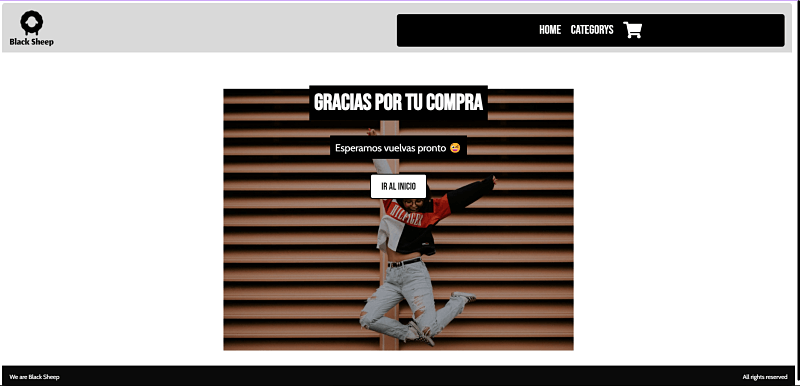 Black Sheep
HOME CATEGORYS
GRACIAS POR TU COMPRA
Esperamos vuelvas pronto 😜
IR AL INICIO
HILFIGER
We are Black Sheep
All rights reserved